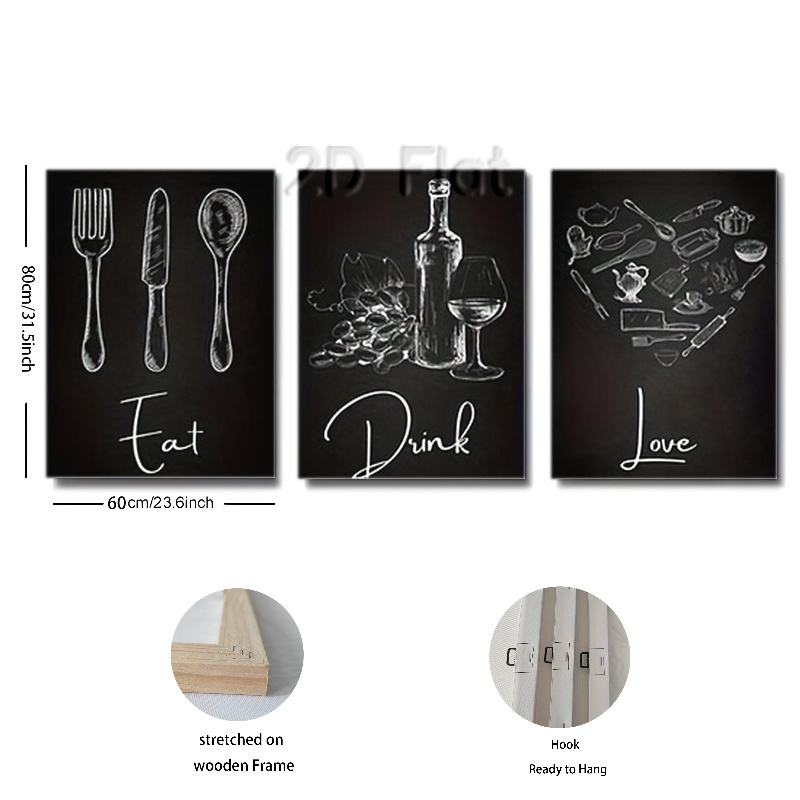 2D Flat
80cm/31.5inch
Eat
Drink
Love
60cm/23.6inch
stretched on
wooden Frame
Hook
Ready to Hang